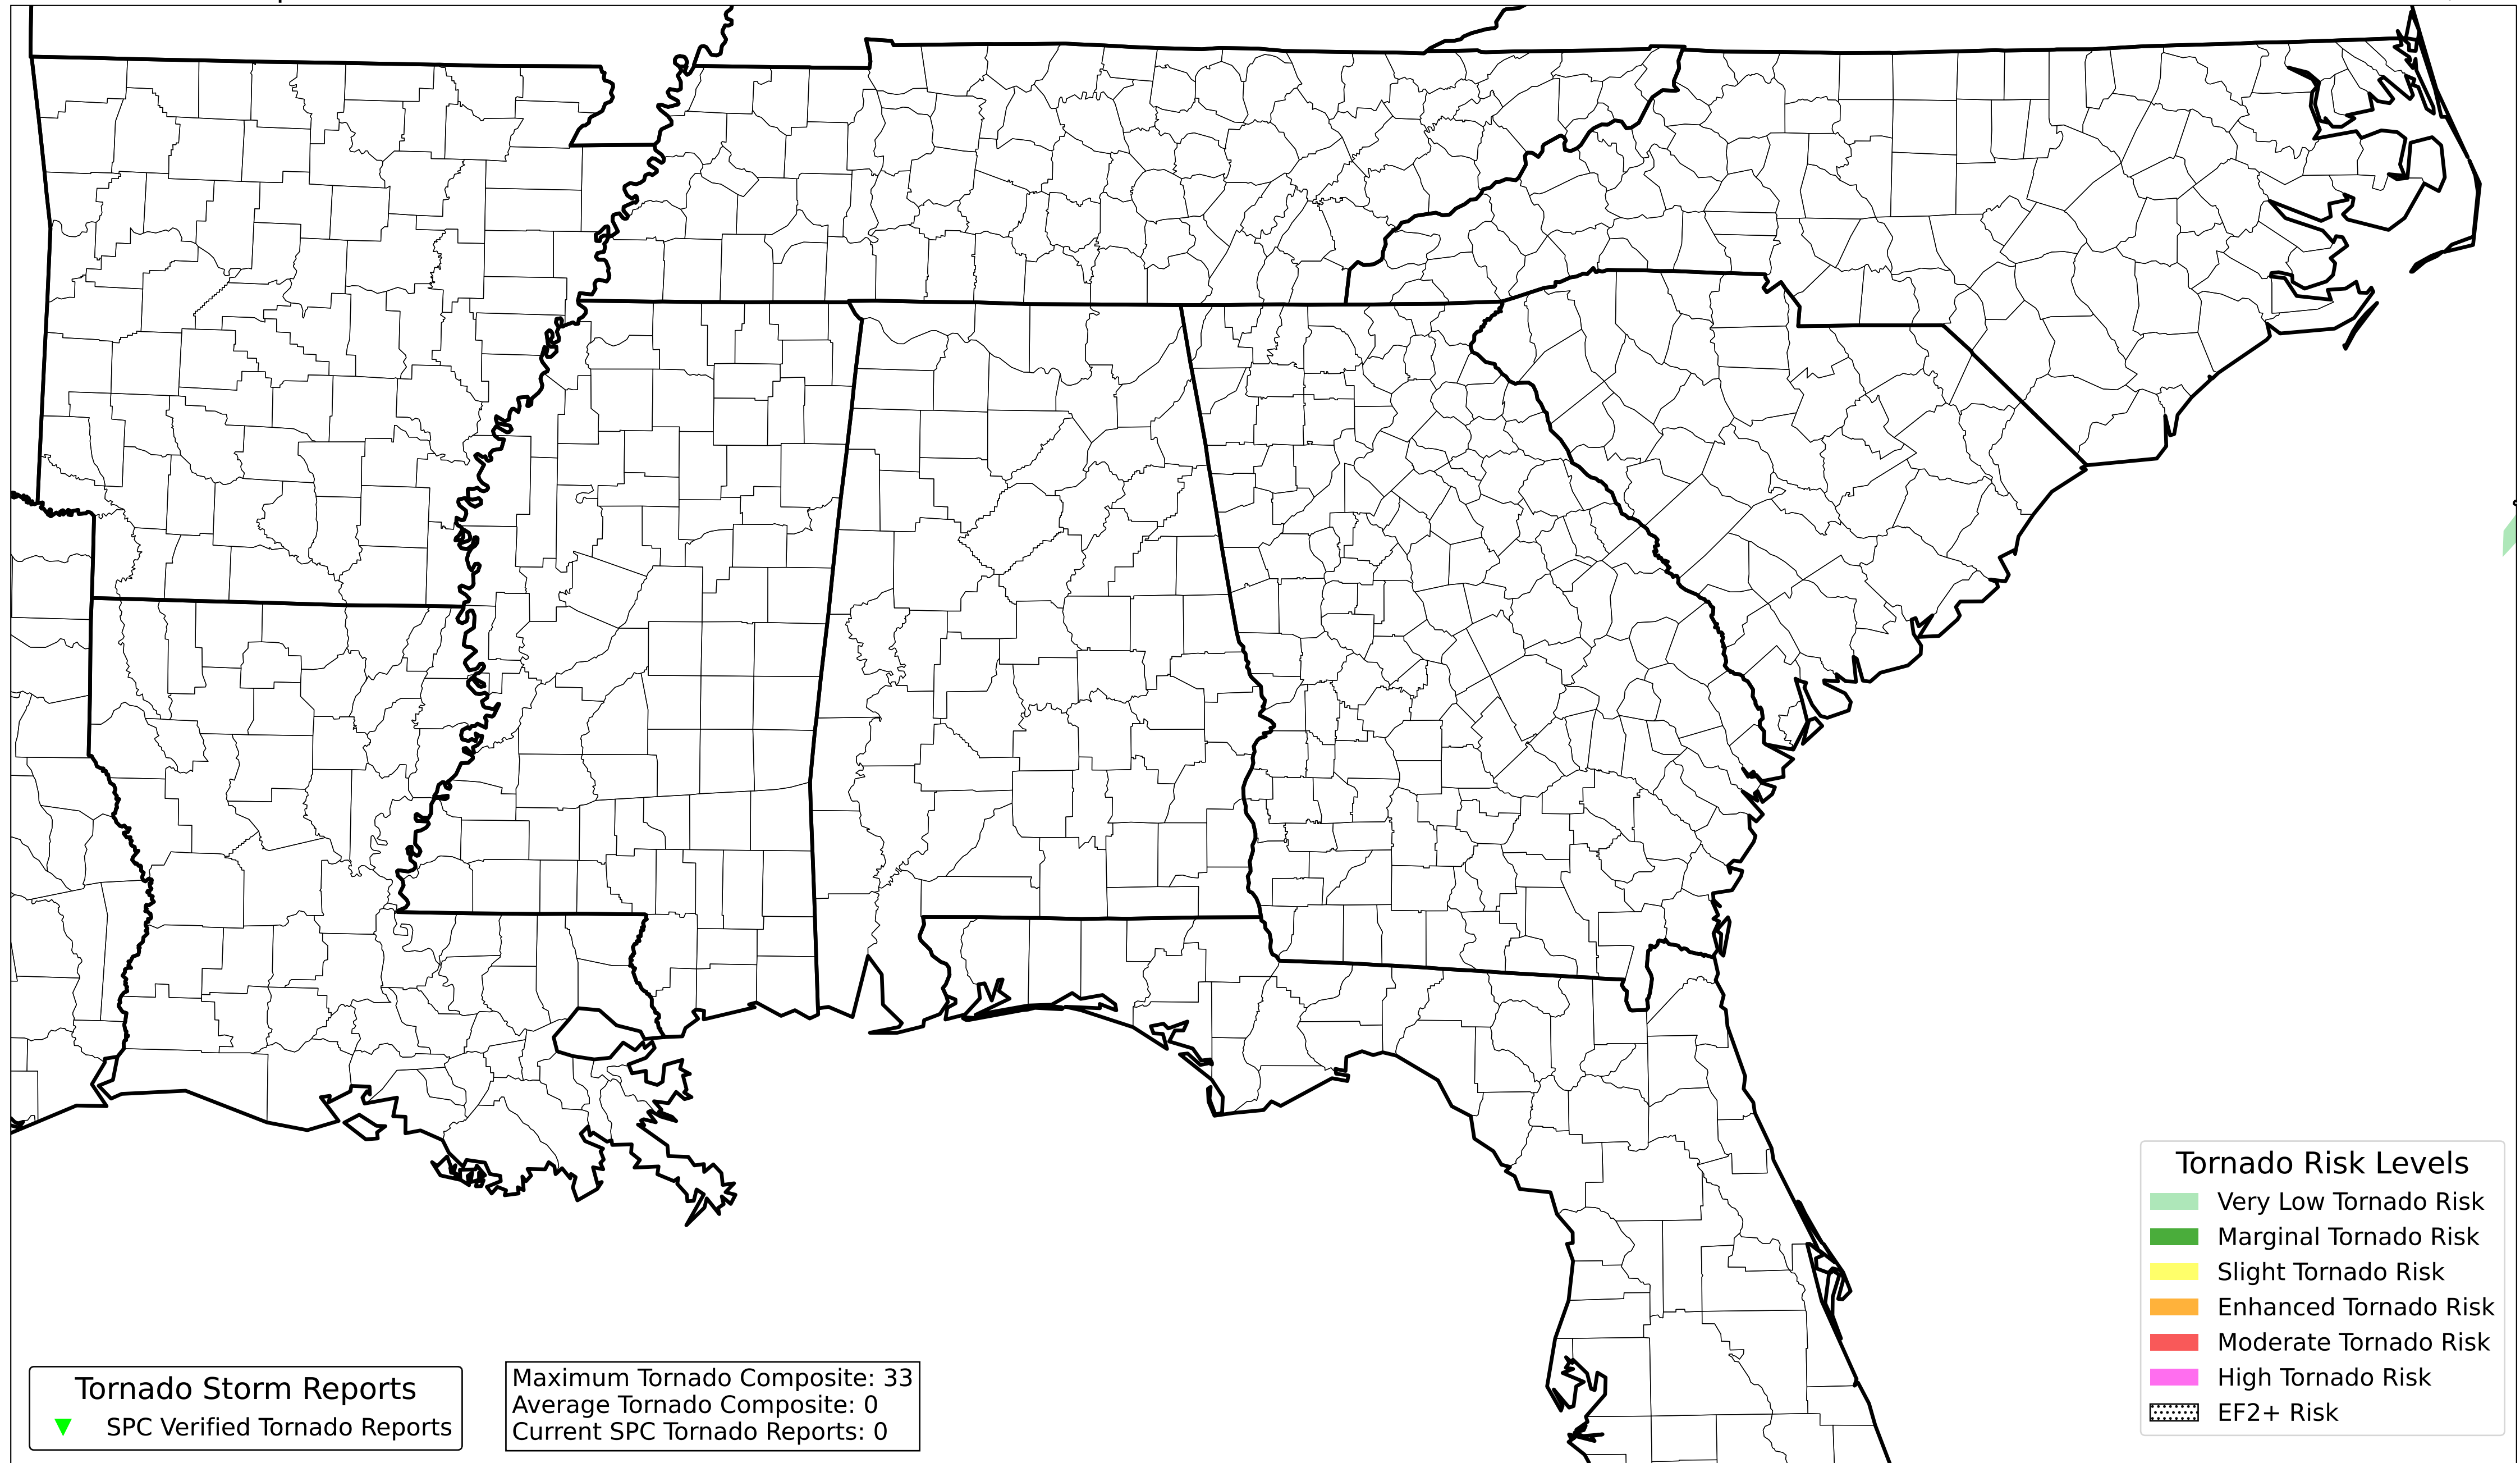 Tornado Risk Levels
Very Low Tornado Risk
Marginal Tornado Risk
Slight Tornado Risk
Enhanced Tornado Risk
Moderate Tornado Risk
High Tornado Risk
EF2+ Risk
Tornado Storm Reports
SPC Verified Tornado Reports
Maximum Tornado Composite: 33
Average Tornado Composite: 0
Current SPC Tornado Reports: 0